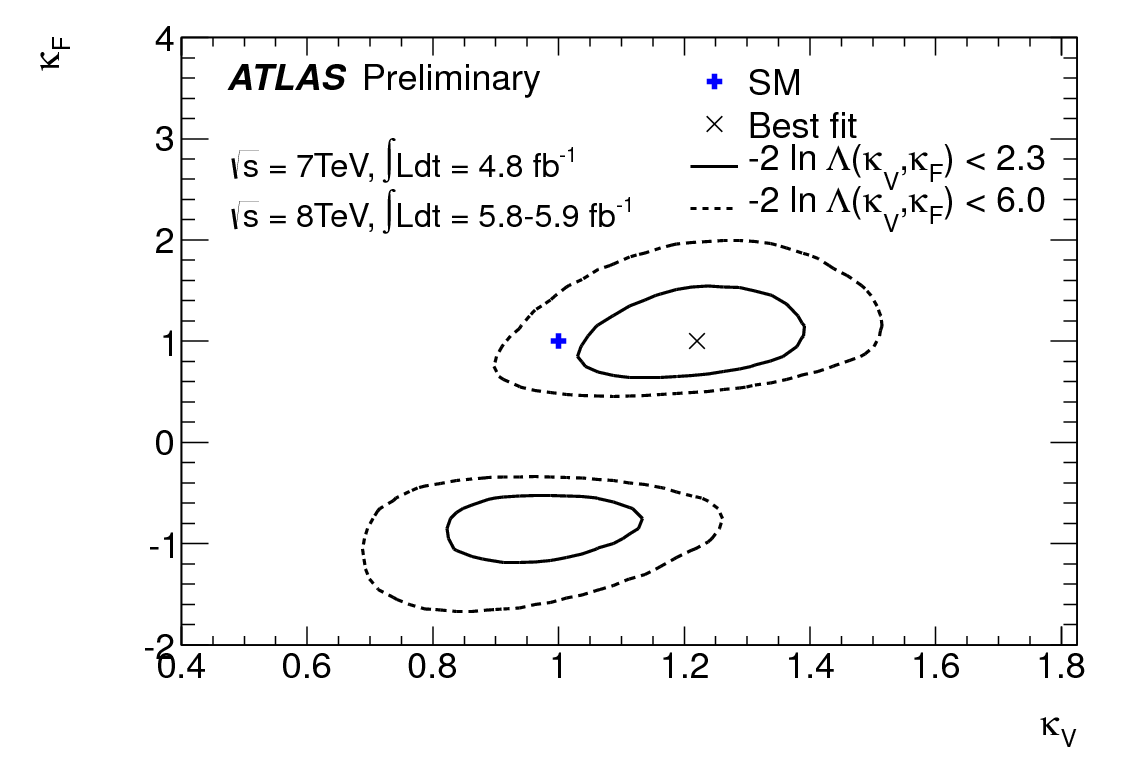 κF
4
3
2
1
0
-1
-2
ATLAS Preliminary
√s = 7TeV, ∫Ldt = 4.8 fb-1
√s = 8TeV, ∫Ldt = 5.8-5.9 fb-1
SM
Best fit
-2 ln Λ(κV,κF) < 2.3
-2 ln Λ(κV,κF) < 6.0
0.4 0.6 0.8 1 1.2 1.4 1.6 1.8
κV